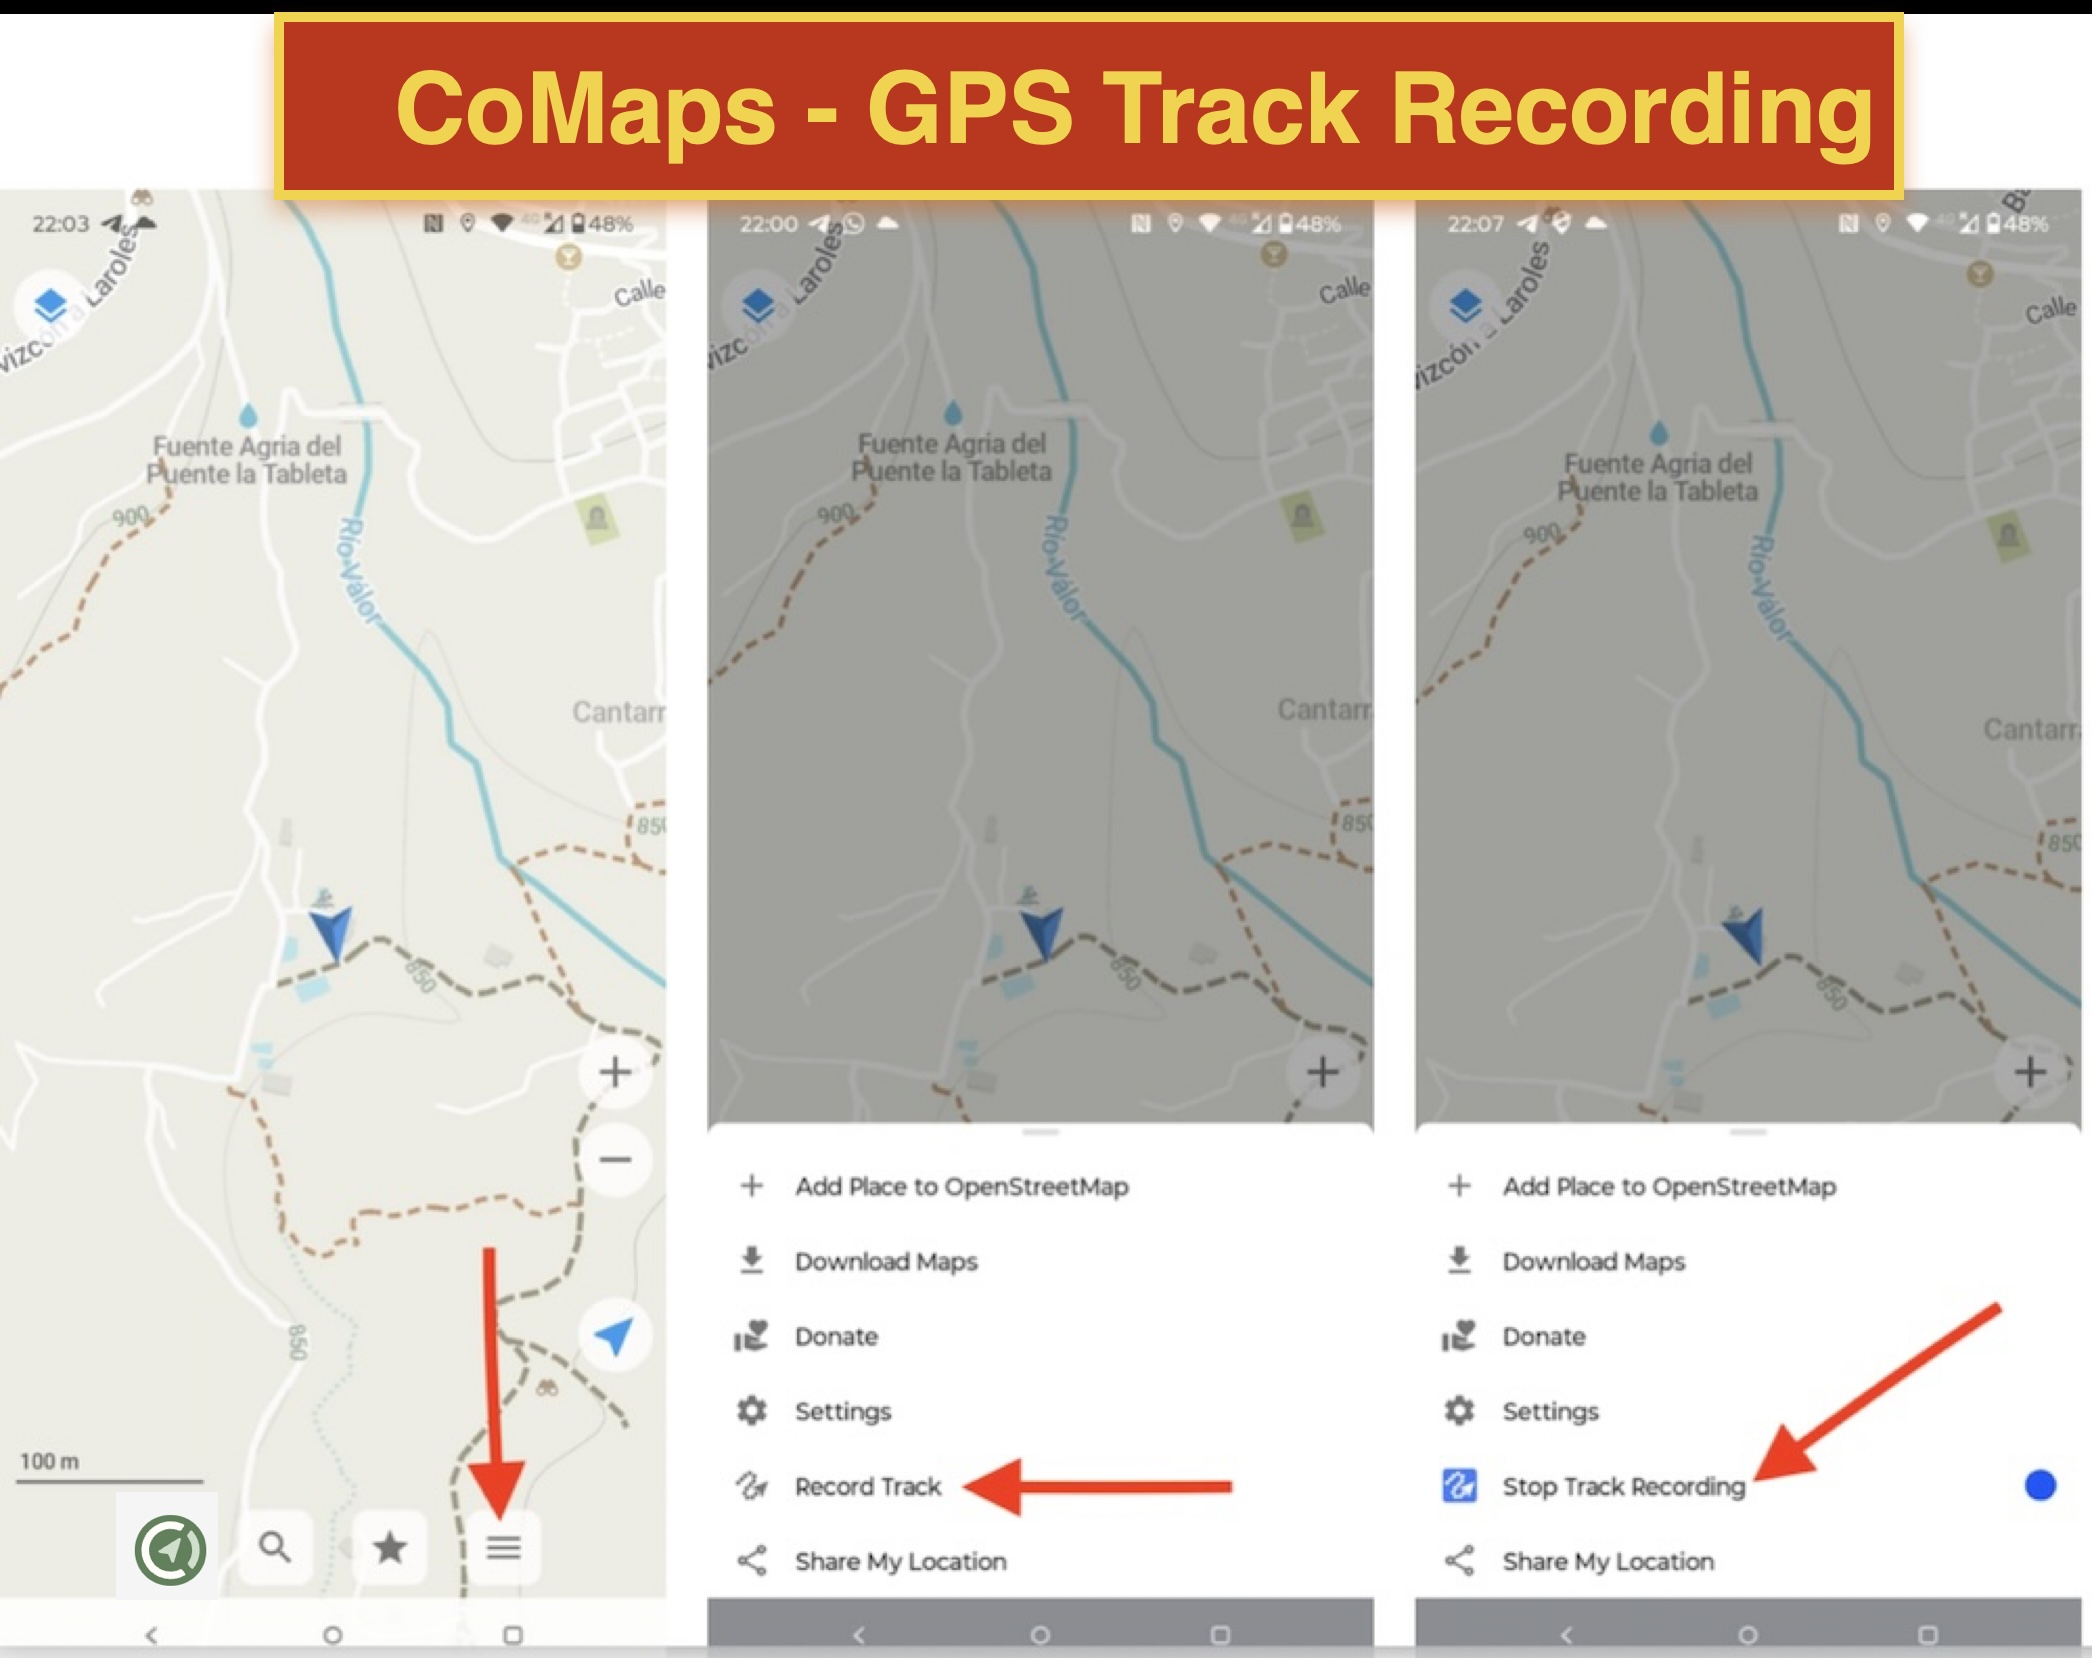 CoMaps - GPS Track Recording
22:03
48%
Laroles
Calle
Fuente Agria del
Puente la Tableta
900
Río Válor
Cantarr
850
850
850
100 m
22:00
4G
48%
Laroles
Calle
Fuente Agria del
Puente la Tableta
900
Río Válor
Cantarr
850
850
Add Place to OpenStreetMap
Download Maps
Donate
Settings
Record Track
Share My Location
22:07
4G
48%
Ba
vizcón a Laroles
Calle
Fuente Agria del
Puente la Tableta
900
Río Válor
Cantarr
850
850
Add Place to OpenStreetMap
Download Maps
Donate
Settings
Stop Track Recording
Share My Location